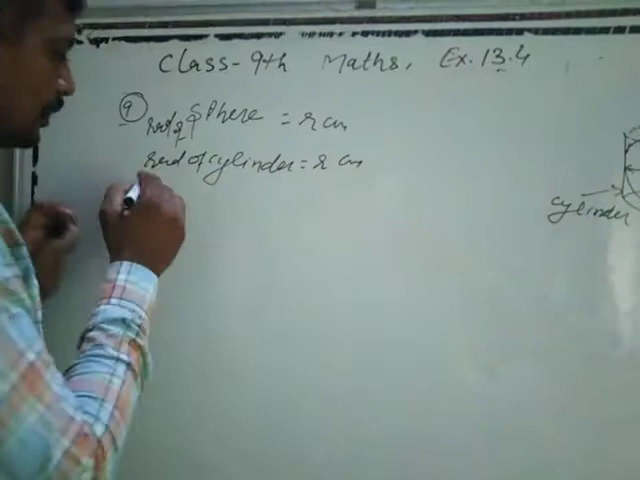 Class-9th Maths, Ex.13.4
9 rad of Sphere = r cm
rad of cylinder = r cm
cylinder